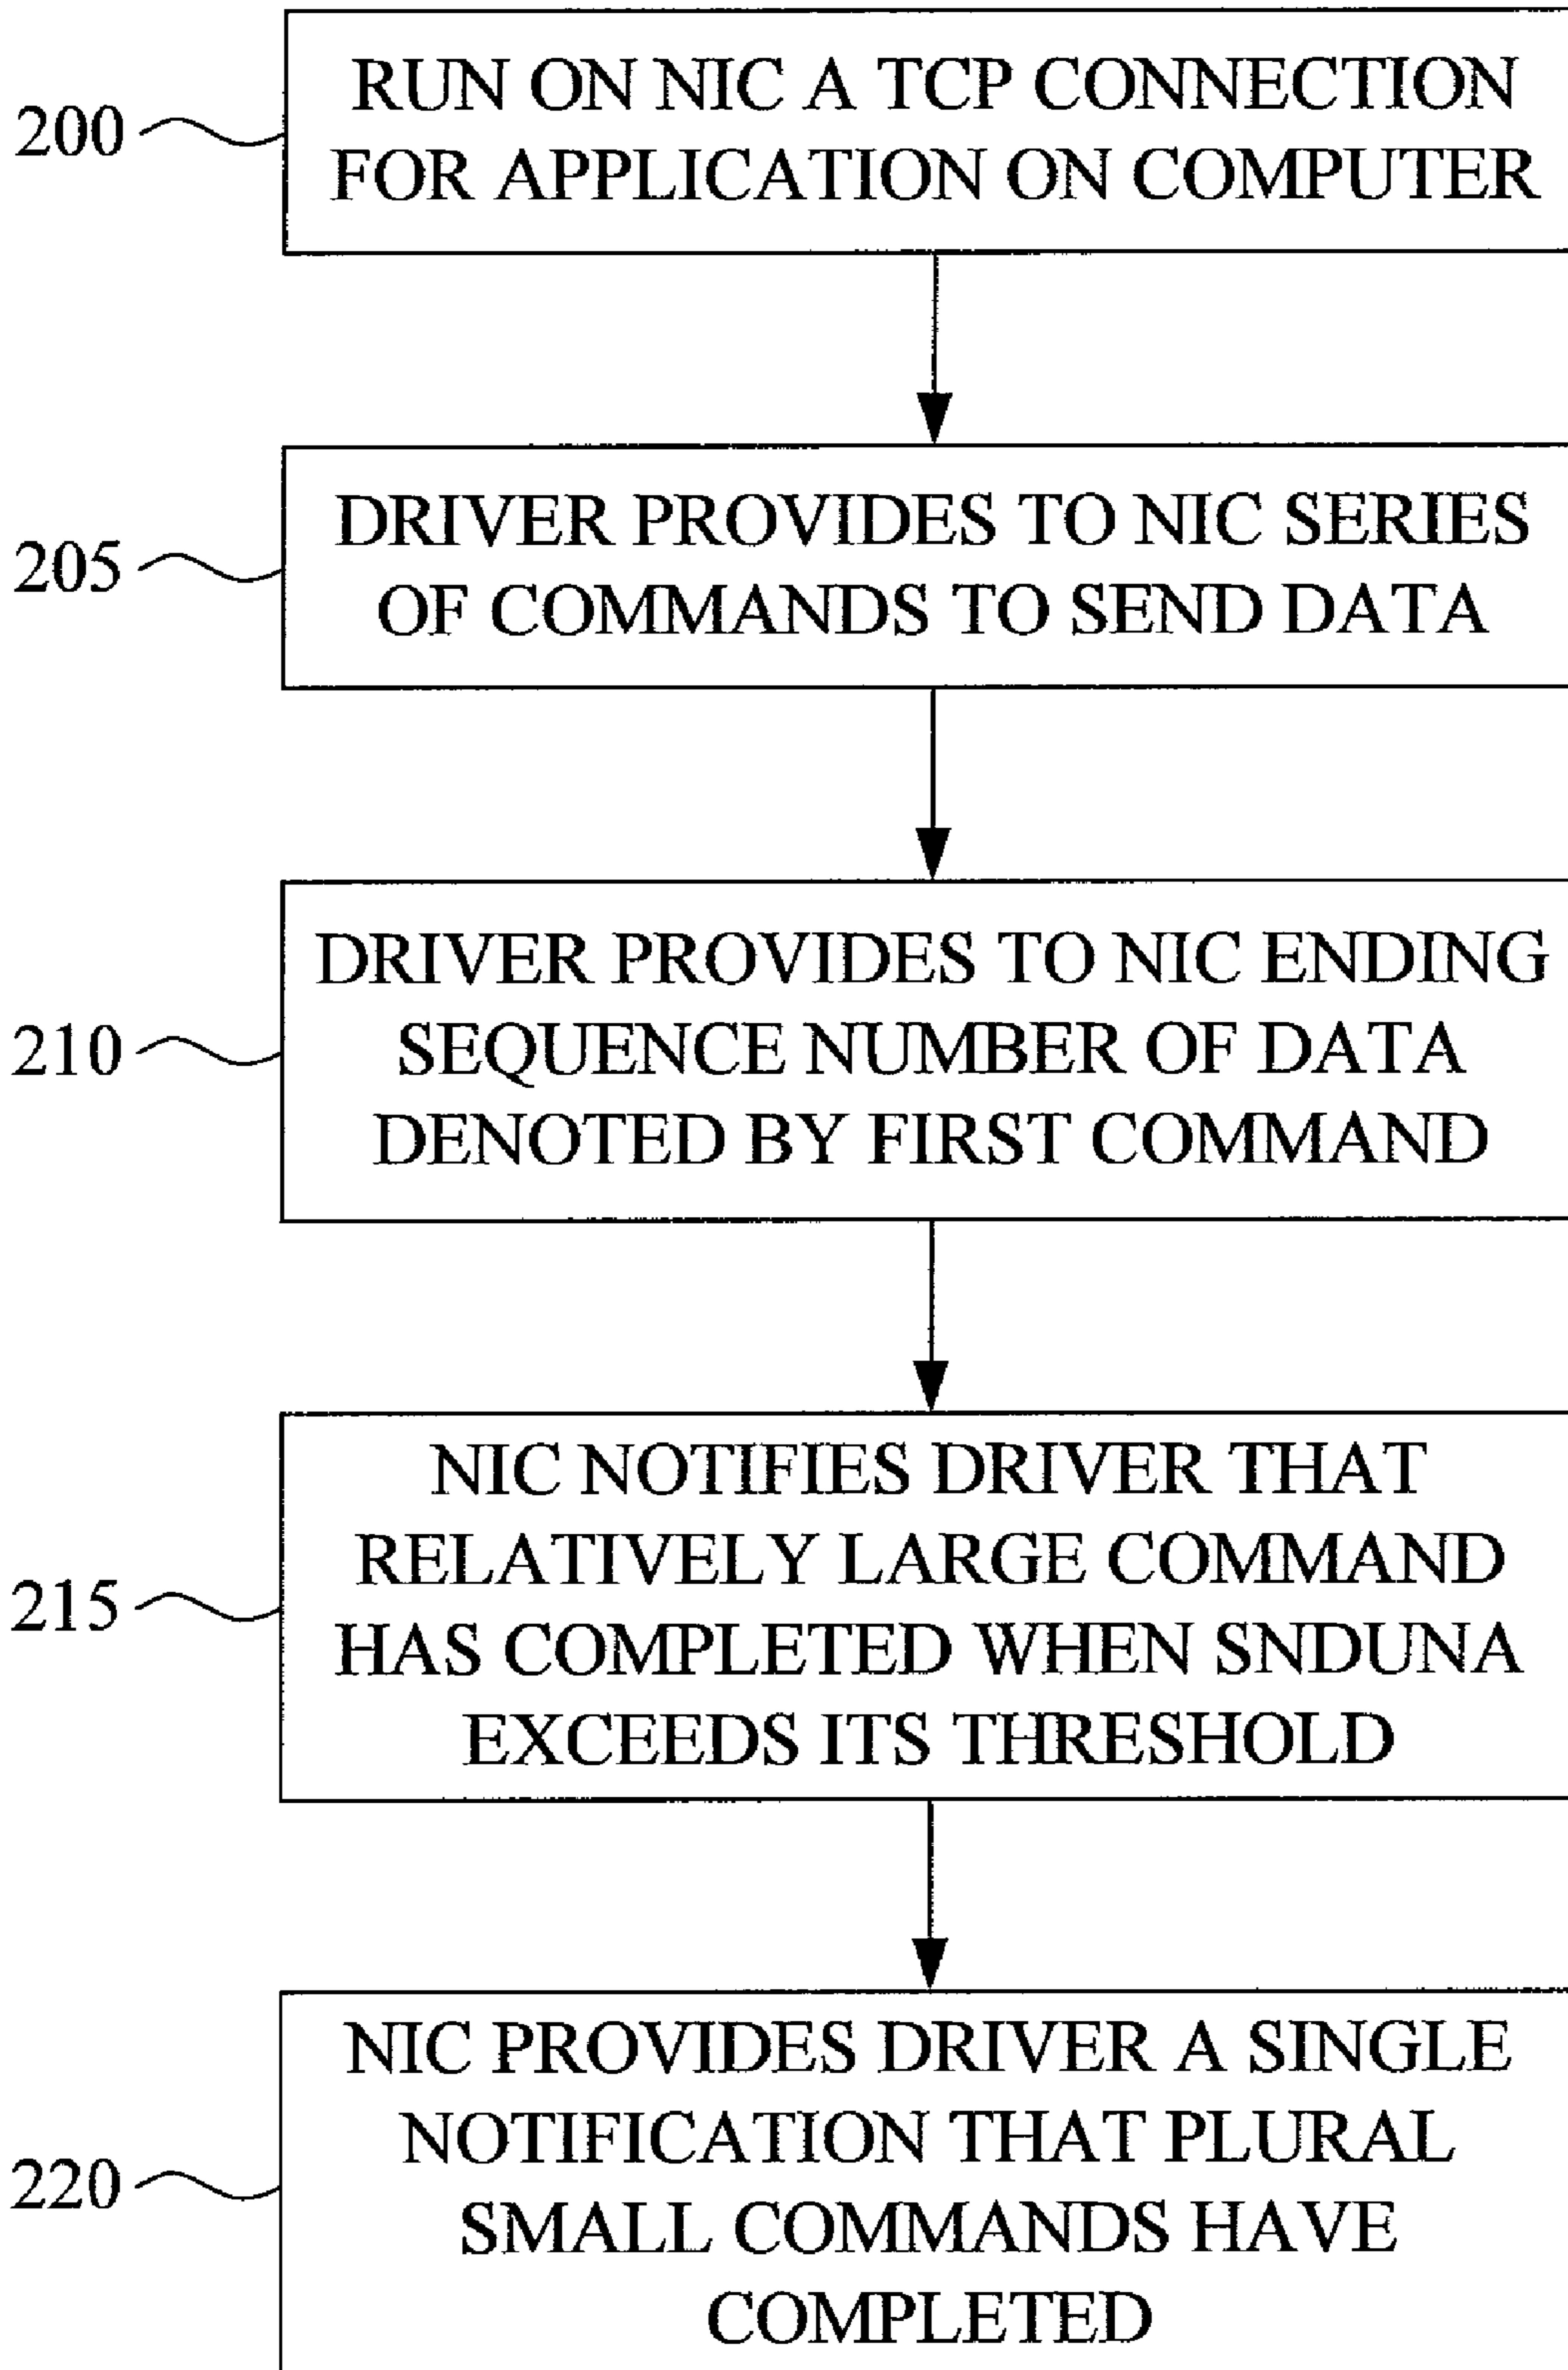 200
RUN ON NIC A TCP CONNECTION
FOR APPLICATION ON COMPUTER
205
DRIVER PROVIDES TO NIC SERIES
OF COMMANDS TO SEND DATA
210
DRIVER PROVIDES TO NIC ENDING
SEQUENCE NUMBER OF DATA
DENOTED BY FIRST COMMAND
215
NIC NOTIFIES DRIVER THAT
RELATIVELY LARGE COMMAND
HAS COMPLETED WHEN SNDUNA
EXCEEDS ITS THRESHOLD
220
NIC PROVIDES DRIVER A SINGLE
NOTIFICATION THAT PLURAL
SMALL COMMANDS HAVE
COMPLETED